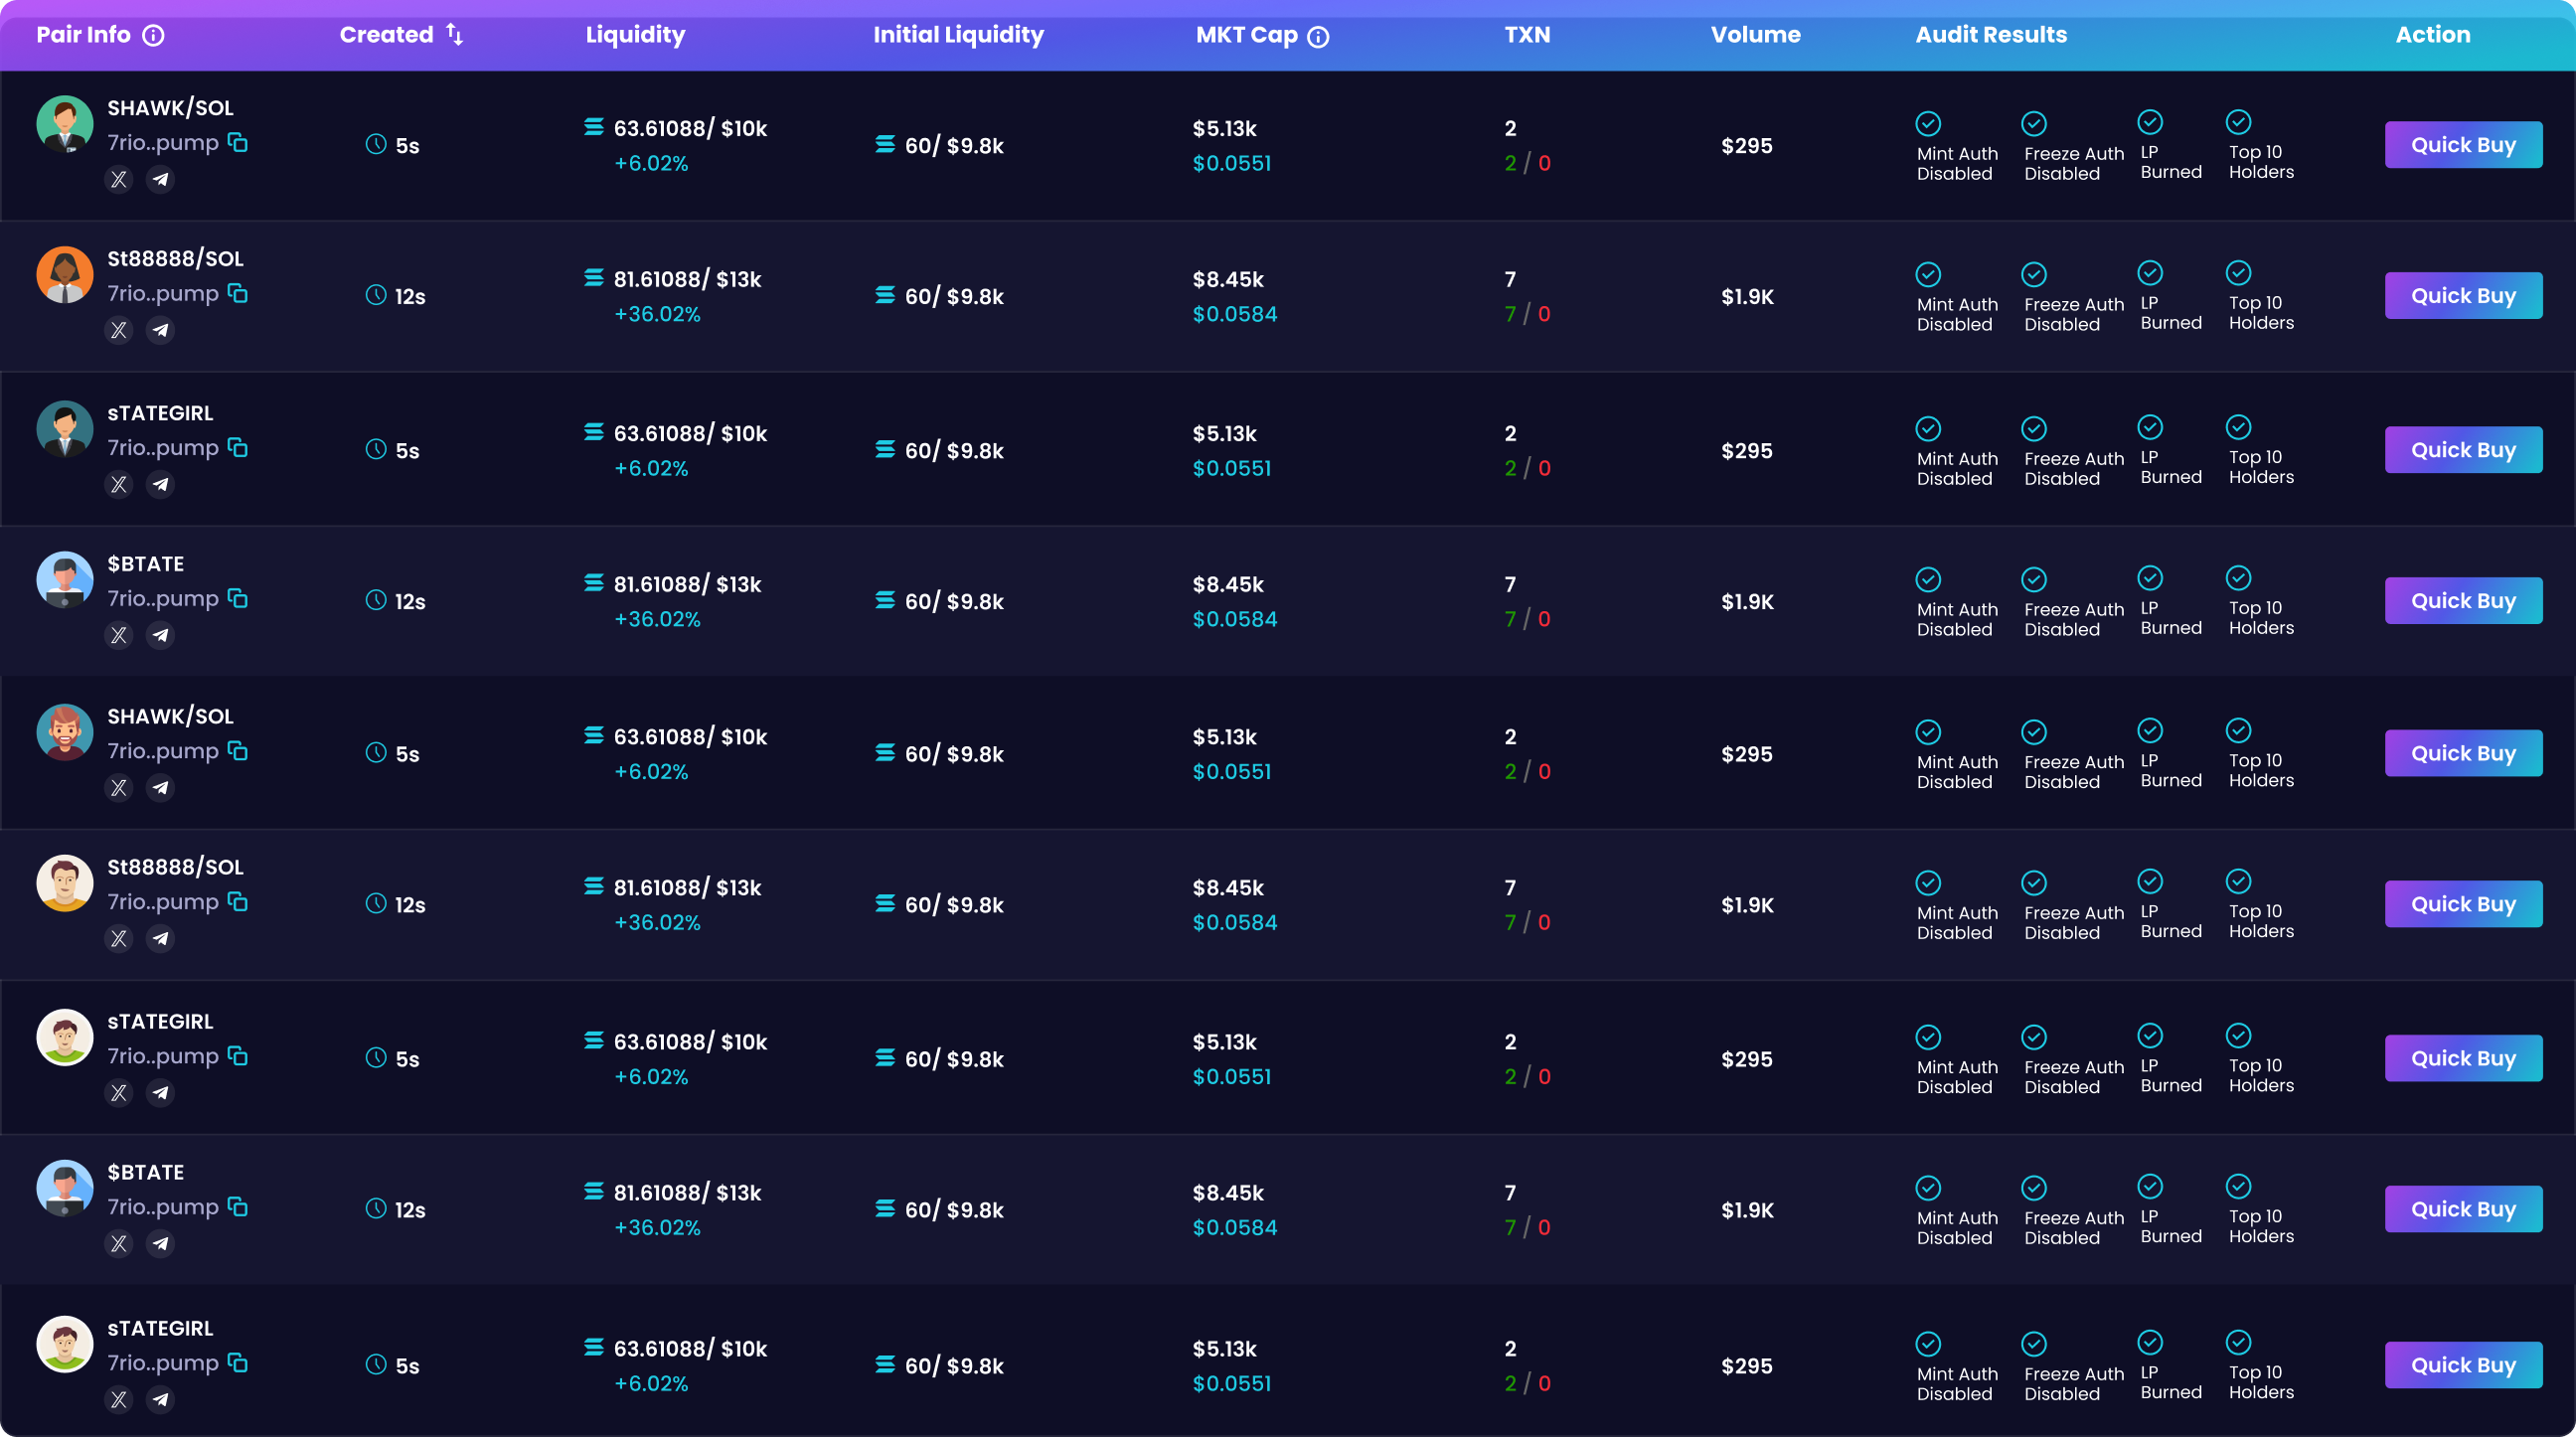 Pair Info Created Liquidity Initial Liquidity MKT Cap TXN Volume Audit Results Action
SHAWK/SOL
7rio..pump
5s
63.61088/ $10k
+6.02%
60/ $9.8k
$5.13k
$0.0551
2
2 / 0
$295
Mint Auth
Disabled
Freeze Auth
Disabled
LP
Burned
Top 10
Holders
Quick Buy
St88888/SOL
7rio..pump
12s
81.61088/ $13k
+36.02%
60/ $9.8k
$8.45k
$0.0584
7
7 / 0
$1.9K
Mint Auth
Disabled
Freeze Auth
Disabled
LP
Burned
Top 10
Holders
Quick Buy
sTATEGIRL
7rio..pump
5s
63.61088/ $10k
+6.02%
60/ $9.8k
$5.13k
$0.0551
2
2 / 0
$295
Mint Auth
Disabled
Freeze Auth
Disabled
LP
Burned
Top 10
Holders
Quick Buy
$BTATE
7rio..pump
12s
81.61088/ $13k
+36.02%
60/ $9.8k
$8.45k
$0.0584
7
7 / 0
$1.9K
Mint Auth
Disabled
Freeze Auth
Disabled
LP
Burned
Top 10
Holders
Quick Buy
SHAWK/SOL
7rio..pump
5s
63.61088/ $10k
+6.02%
60/ $9.8k
$5.13k
$0.0551
2
2 / 0
$295
Mint Auth
Disabled
Freeze Auth
Disabled
LP
Burned
Top 10
Holders
Quick Buy
St88888/SOL
7rio..pump
12s
81.61088/ $13k
+36.02%
60/ $9.8k
$8.45k
$0.0584
7
7 / 0
$1.9K
Mint Auth
Disabled
Freeze Auth
Disabled
LP
Burned
Top 10
Holders
Quick Buy
sTATEGIRL
7rio..pump
5s
63.61088/ $10k
+6.02%
60/ $9.8k
$5.13k
$0.0551
2
2 / 0
$295
Mint Auth
Disabled
Freeze Auth
Disabled
LP
Burned
Top 10
Holders
Quick Buy
$BTATE
7rio..pump
12s
81.61088/ $13k
+36.02%
60/ $9.8k
$8.45k
$0.0584
7
7 / 0
$1.9K
Mint Auth
Disabled
Freeze Auth
Disabled
LP
Burned
Top 10
Holders
Quick Buy
sTATEGIRL
7rio..pump
5s
63.61088/ $10k
+6.02%
60/ $9.8k
$5.13k
$0.0551
2
2 / 0
$295
Mint Auth
Disabled
Freeze Auth
Disabled
LP
Burned
Top 10
Holders
Quick Buy